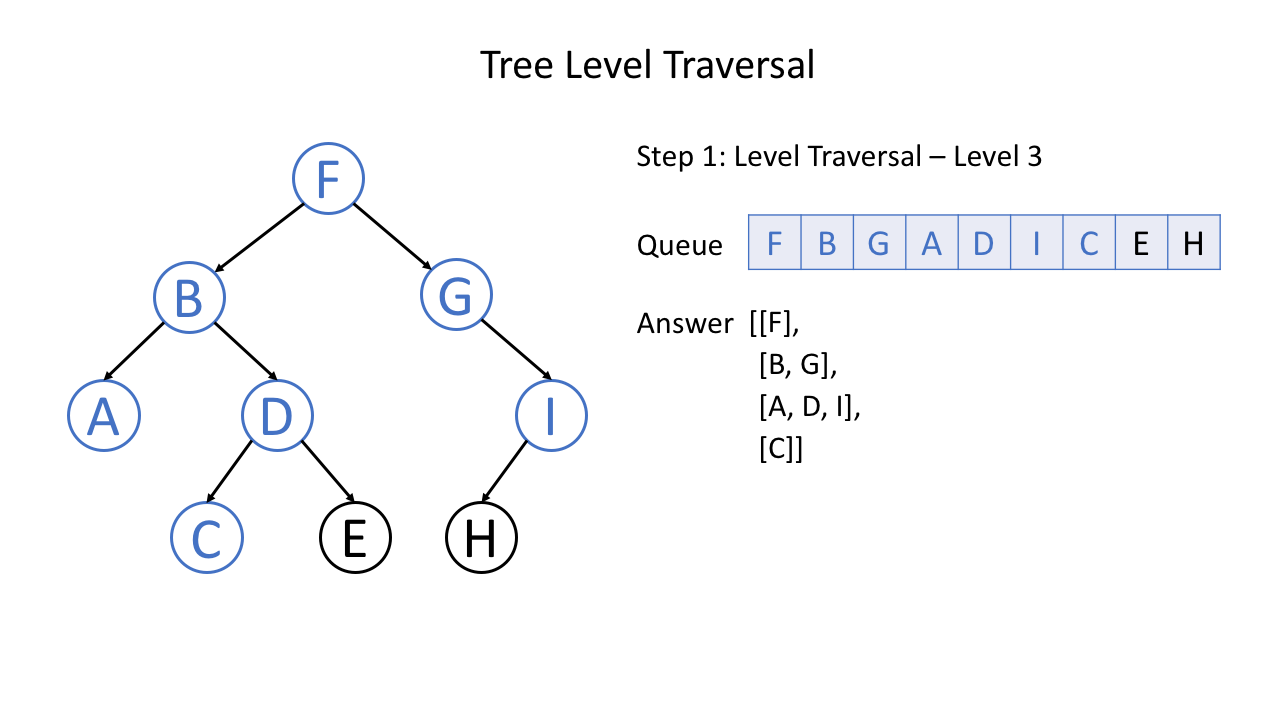 Tree Level Traversal
F
B G
A D I
C E H
Step 1: Level Traversal – Level 3
Queue F B G A D I C E H
Answer [[F],
[B, G],
[A, D, I],
[C]]